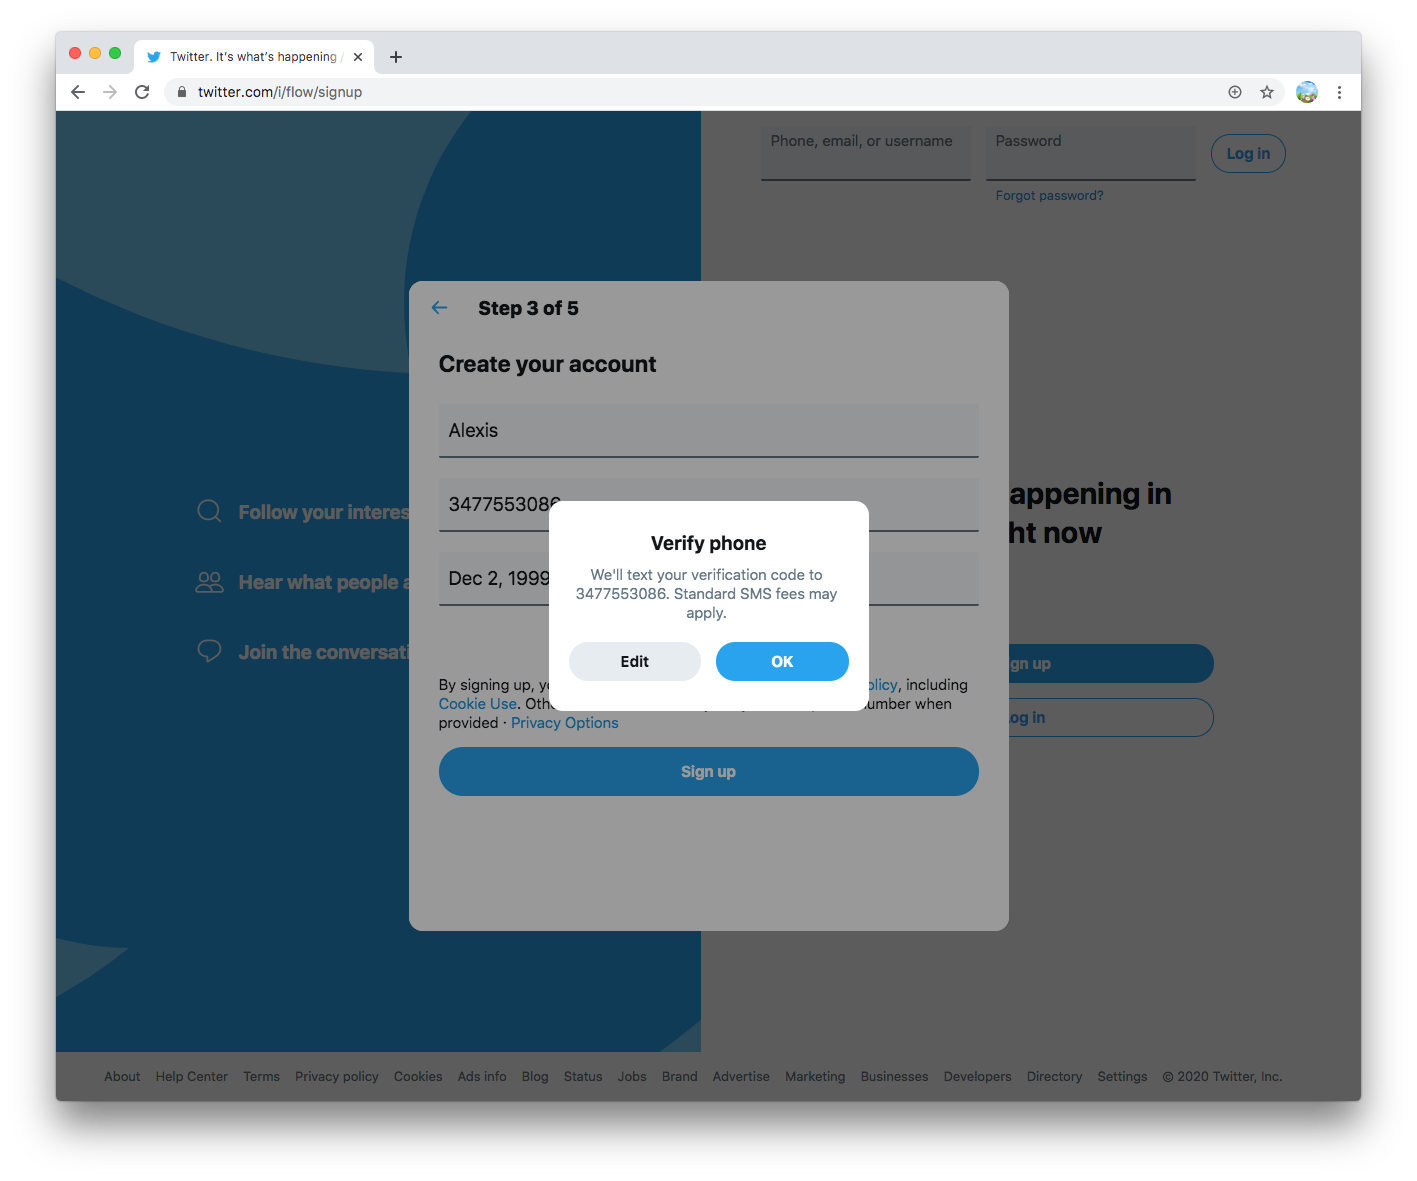 Twitter. It's what's happening /
twitter.com/i/flow/signup
Phone, email, or username
Password
Log in
Forgot password?
Step 3 of 5
Create your account
Alexis
3477553086
Dec 2, 1999
Follow your interes
Hear what people a
Join the conversati
appening in
ht now
gn up
og in
Verify phone
We'll text your verification code to
3477553086. Standard SMS fees may
apply.
Edit
OK
By signing up, yo olicy, including
Cookie Use. Othe umber when
provided · Privacy Options
Sign up
About Help Center Terms Privacy policy Cookies Ads info Blog Status Jobs Brand Advertise Marketing Businesses Developers Directory Settings © 2020 Twitter, Inc.